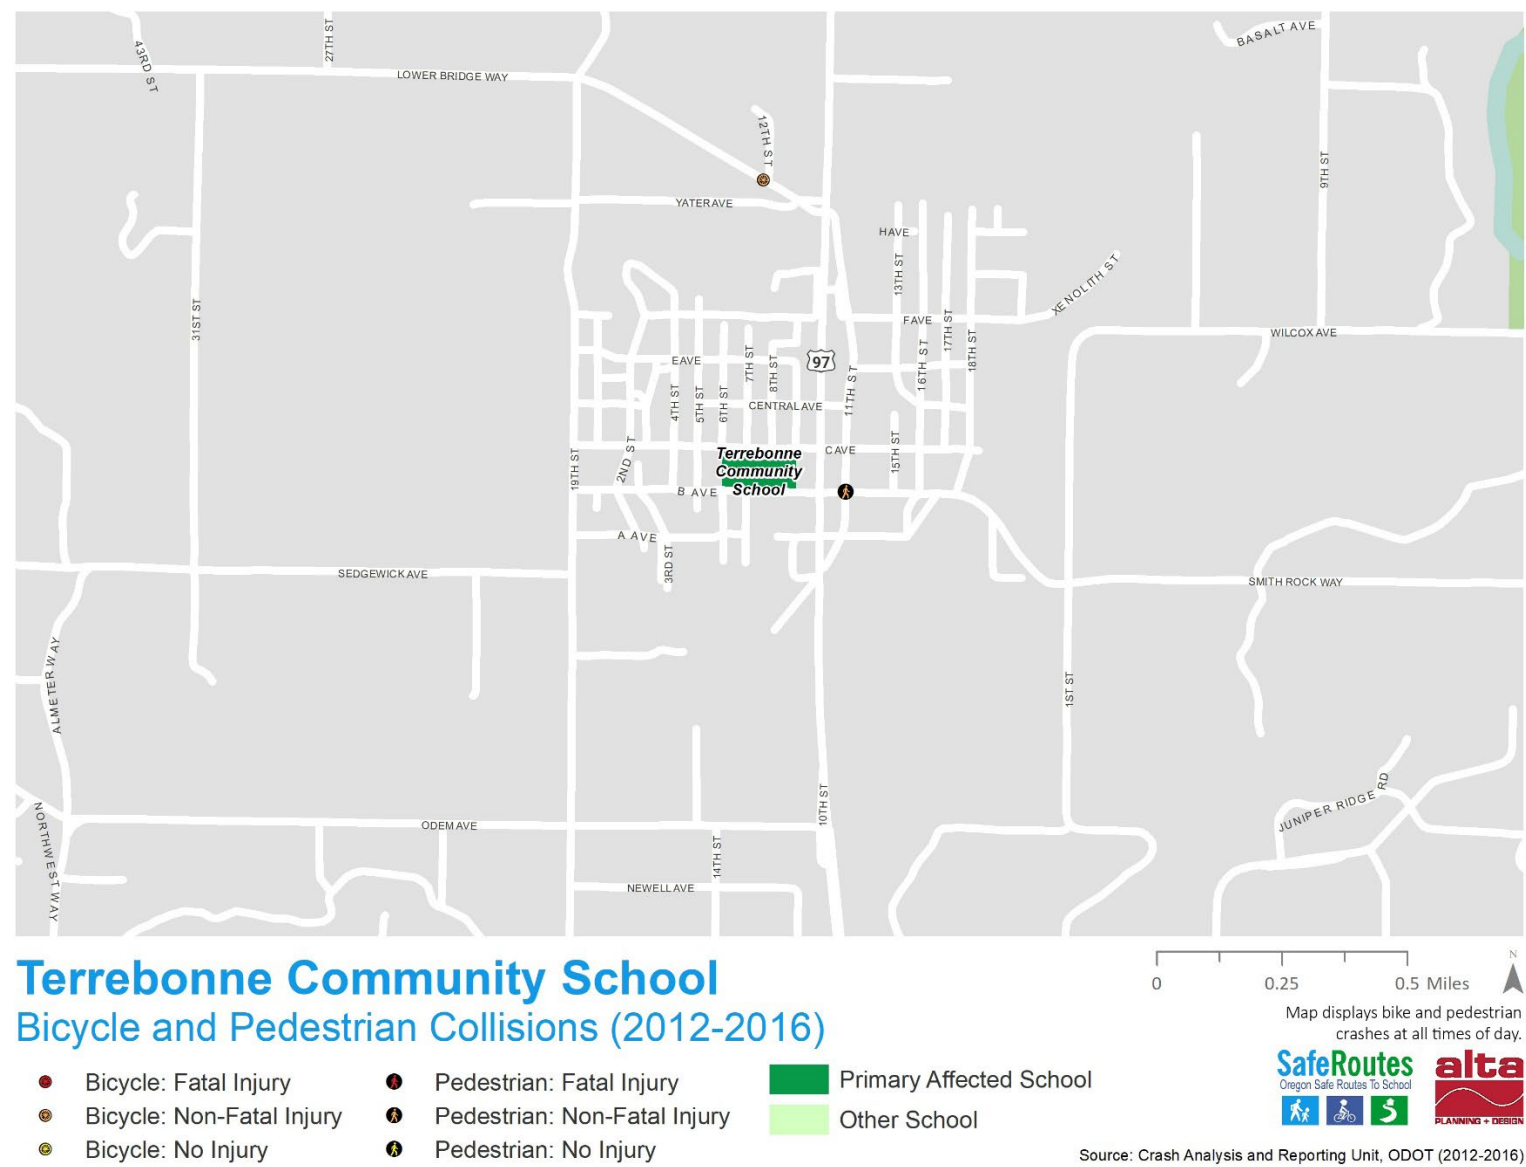 BASALT AVE
27TH ST
43RD ST
LOWER BRIDGE WAY
12TH ST
9TH ST
YATER AVE
H AVE
13TH ST
XENOLITH ST
31ST ST
F AVE
17TH ST
WILCOX AVE
18TH ST
E AVE
7TH ST
8TH ST
97
16TH ST
11TH ST
4TH ST
5TH ST
6TH ST
CENTRAL AVE
2ND ST
19TH ST
C AVE
15TH ST
Terrebonne
Community
School
B AVE
A AVE
3RD ST
SEDGEWICK AVE
SMITH ROCK WAY
ALMETER WAY
1ST ST
10TH ST
JUNIPER RIDGE RD
NORTHWEST WAY
ODEM AVE
14TH ST
NEWELL AVE
Terrebonne Community School
Bicycle and Pedestrian Collisions (2012-2016)
0 0.25 0.5 Miles
N
Map displays bike and pedestrian
crashes at all times of day.
Bicycle: Fatal Injury
Bicycle: Non-Fatal Injury
Bicycle: No Injury
Pedestrian: Fatal Injury
Pedestrian: Non-Fatal Injury
Pedestrian: No Injury
Primary Affected School
Other School
SafeRoutes
Oregon Safe Routes To School
alta
PLANNING + DESIGN
Source: Crash Analysis and Reporting Unit, ODOT (2012-2016)